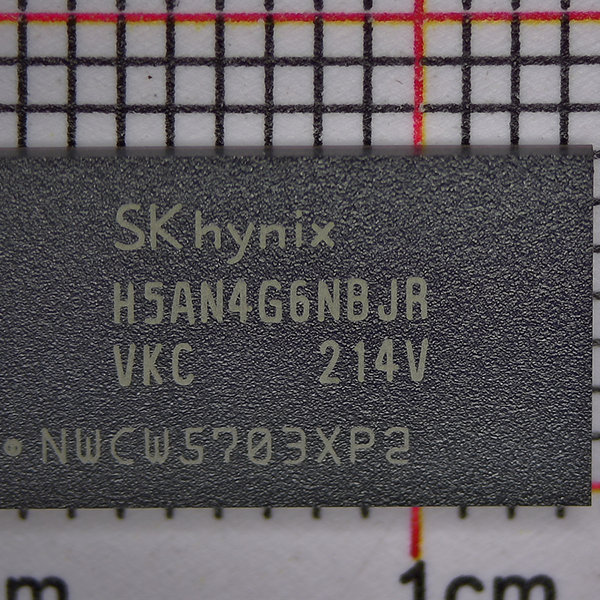 SK hynix
H5AN4G6NBJR
VKC 214V
NWCW5703XP2
m 1cm